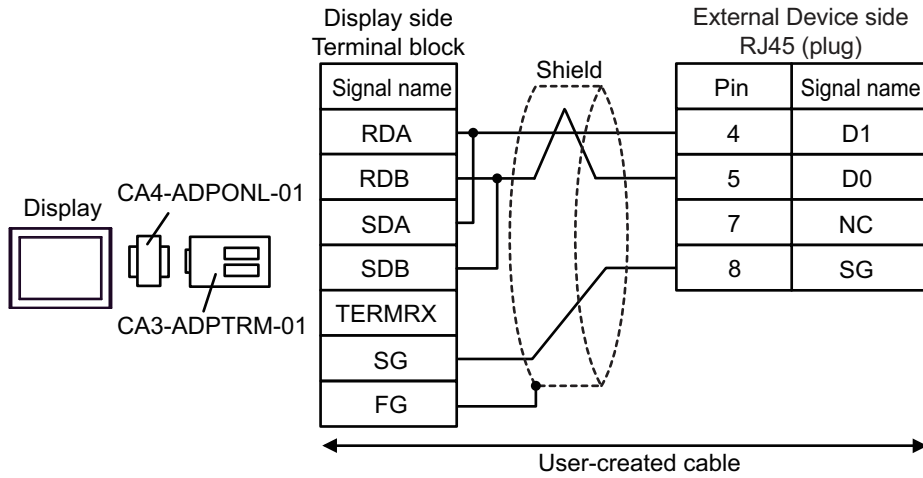 Display side
Terminal block
External Device side
RJ45 (plug)
Shield
Signal name
Pin
Signal name
RDA
4
D1
RDB
5
D0
SDA
7
NC
SDB
8
SG
TERMRX
SG
FG
Display
CA4-ADPONL-01
CA3-ADPTRM-01
User-created cable